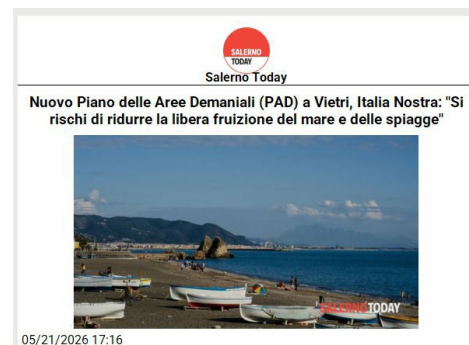 SALERNO
TODAY
Salerno Today
Nuovo Piano delle Aree Demaniali (PAD) a Vietri, Italia Nostra: "Si
rischi di ridurre la libera fruizione del mare e delle spiagge"
SALERNOTODAY
05/21/2026 17:16